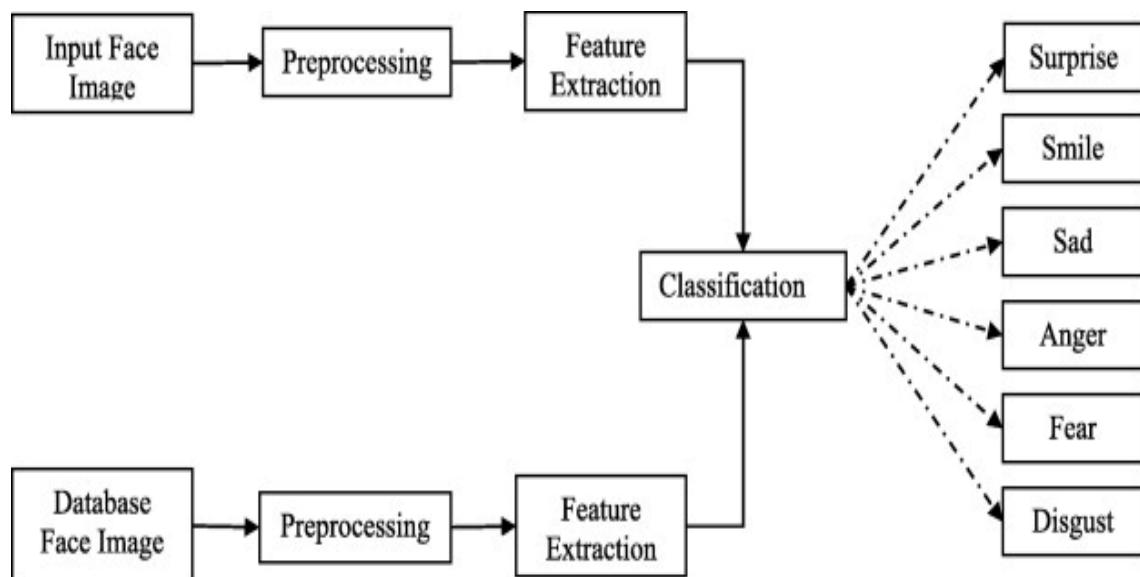 Input Face
Image
Preprocessing
Feature
Extraction
Classification
Database
Face Image
Preprocessing
Feature
Extraction
Surprise
Smile
Sad
Anger
Fear
Disgust